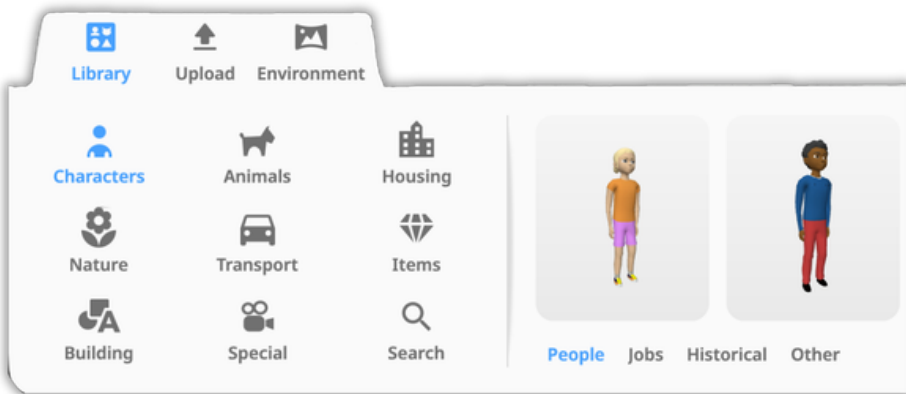 Library Upload Environment
Characters Animals Housing
Nature Transport Items
Building Special Search
People Jobs Historical Other